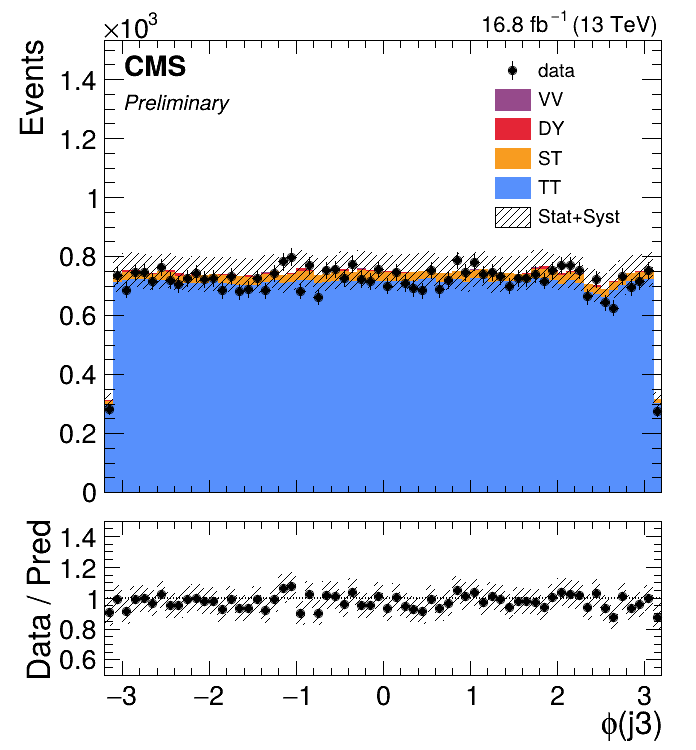 ×10³
16.8 fb⁻¹ (13 TeV)
Events
CMS
Preliminary
data
VV
DY
ST
TT
Stat+Syst
1.4
1.2
1
0.8
0.6
0.4
0.2
0
Data / Pred
1.4
1.2
1
0.8
0.6
−3 −2 −1 0 1 2 3
ϕ(j3)